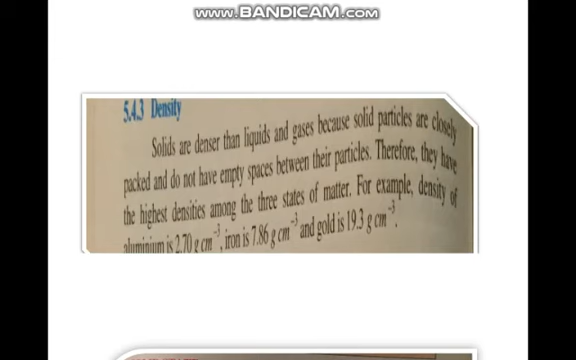 www.BANDICAM.com
5.4.3 Density
Solids are denser than liquids and gases because solid particles are closely
packed and do not have empty spaces between their particles. Therefore, they have
the highest densities among the three states of matter. For example, density of
aluminium is 2.70 g cm⁻³, iron is 7.86 g cm⁻³ and gold is 19.3 g cm⁻³.